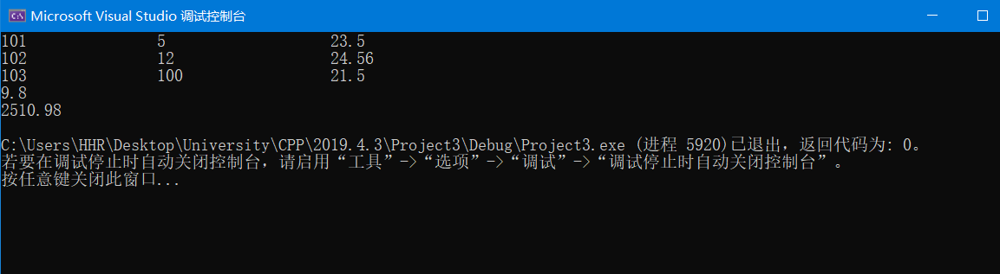 Microsoft Visual Studio 调试控制台
101 5 23.5
102 12 24.56
103 100 21.5
9.8
2510.98
C:\Users\HHR\Desktop\University\CPP\2019.4.3\Project3\Debug\Project3.exe (进程 5920)已退出，返回代码为: 0。
若要在调试停止时自动关闭控制台，请启用“工具”->“选项”->“调试”->“调试停止时自动关闭控制台”。
按任意键关闭此窗口...